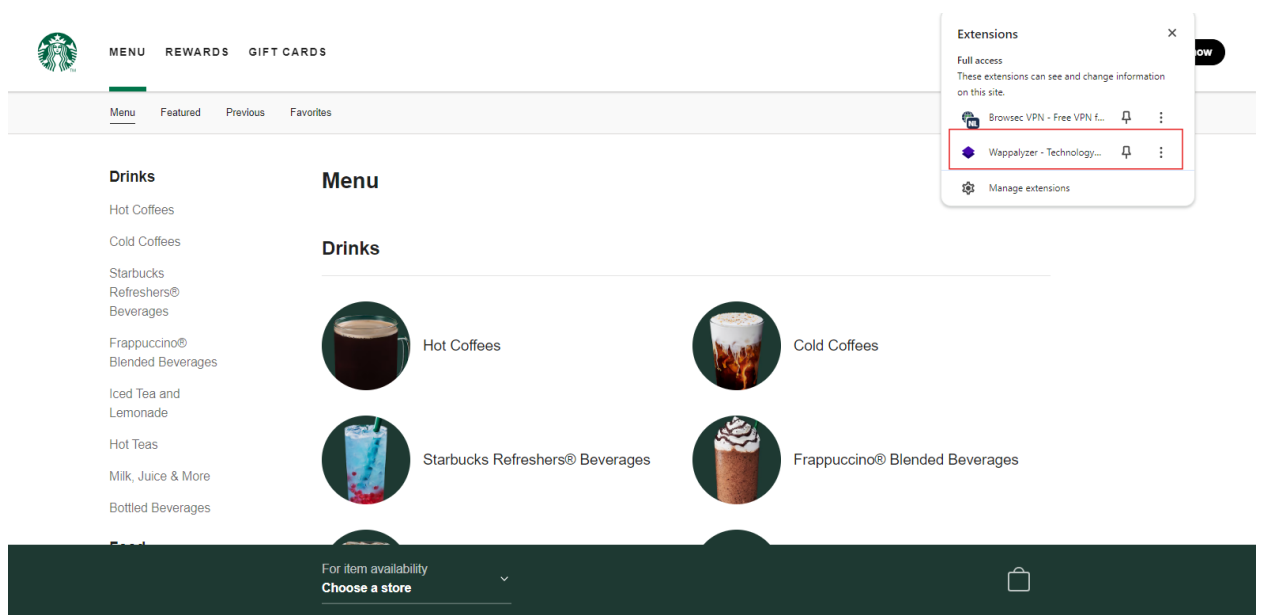 MENU REWARDS GIFT CARDS
Extensions
Full access
These extensions can see and change information
on this site.
NL
Browsec VPN - Free VPN f...
Wappalyzer - Technology...
Manage extensions
ow
Menu Featured Previous Favorites
Drinks
Hot Coffees
Cold Coffees
Starbucks
Refreshers®
Beverages
Frappuccino®
Blended Beverages
Iced Tea and
Lemonade
Hot Teas
Milk, Juice & More
Bottled Beverages
Menu
Drinks
Hot Coffees
Cold Coffees
Starbucks Refreshers® Beverages
Frappuccino® Blended Beverages
For item availability
Choose a store